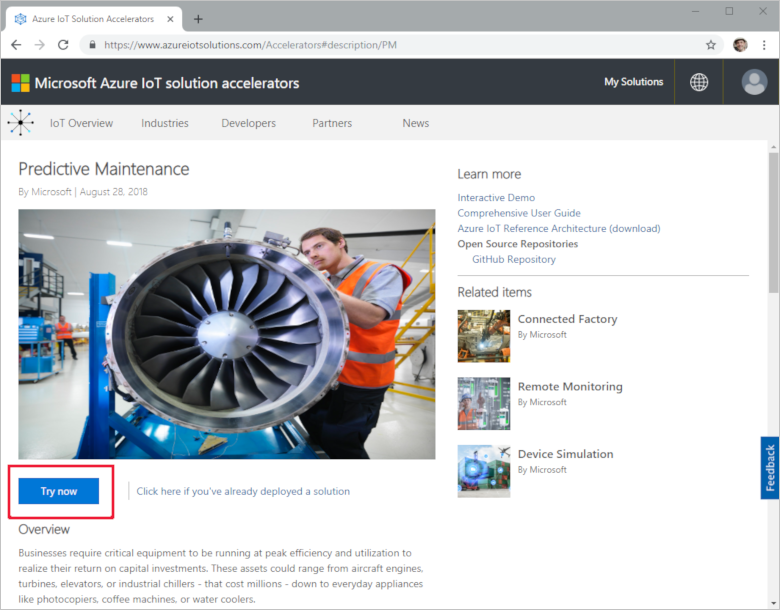 Azure IoT Solution Accelerators
https://www.azureiotsolutions.com/Accelerators#description/PM
Microsoft Azure IoT solution accelerators
My Solutions
IoT Overview
Industries
Developers
Partners
News
Predictive Maintenance
By Microsoft | August 28, 2018
Try now
Click here if you've already deployed a solution
Overview
Businesses require critical equipment to be running at peak efficiency and utilization to
realize their return on capital investments. These assets could range from aircraft engines,
turbines, elevators, or industrial chillers - that cost millions - down to everyday appliances
like photocopiers, coffee machines, or water coolers.
Learn more
Interactive Demo
Comprehensive User Guide
Azure IoT Reference Architecture (download)
Open Source Repositories
GitHub Repository
Related items
Connected Factory
By Microsoft
Remote Monitoring
By Microsoft
Device Simulation
By Microsoft
Feedback